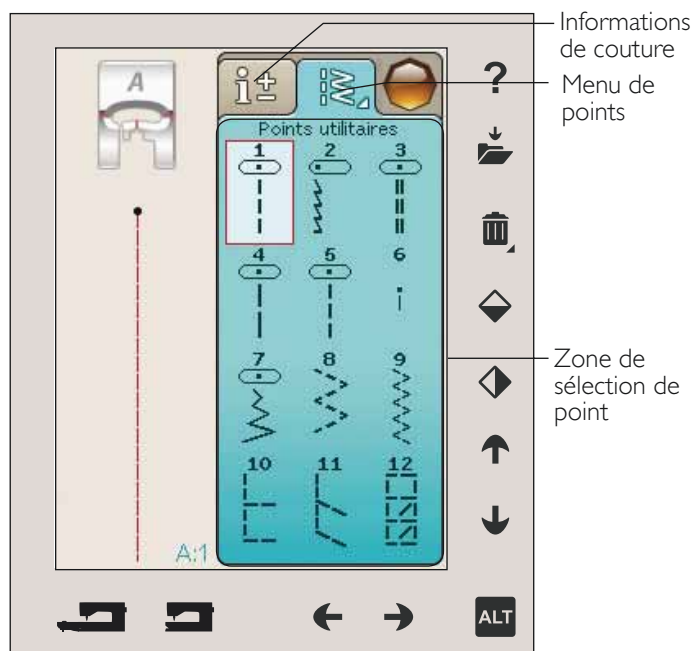 Informations
de couture
Menu de
points
A
i±
?
Points utilitaires
1 2 3
4 5 6
7 8 9
10 11 12
Zone de
sélection de
point
A:1
ALT